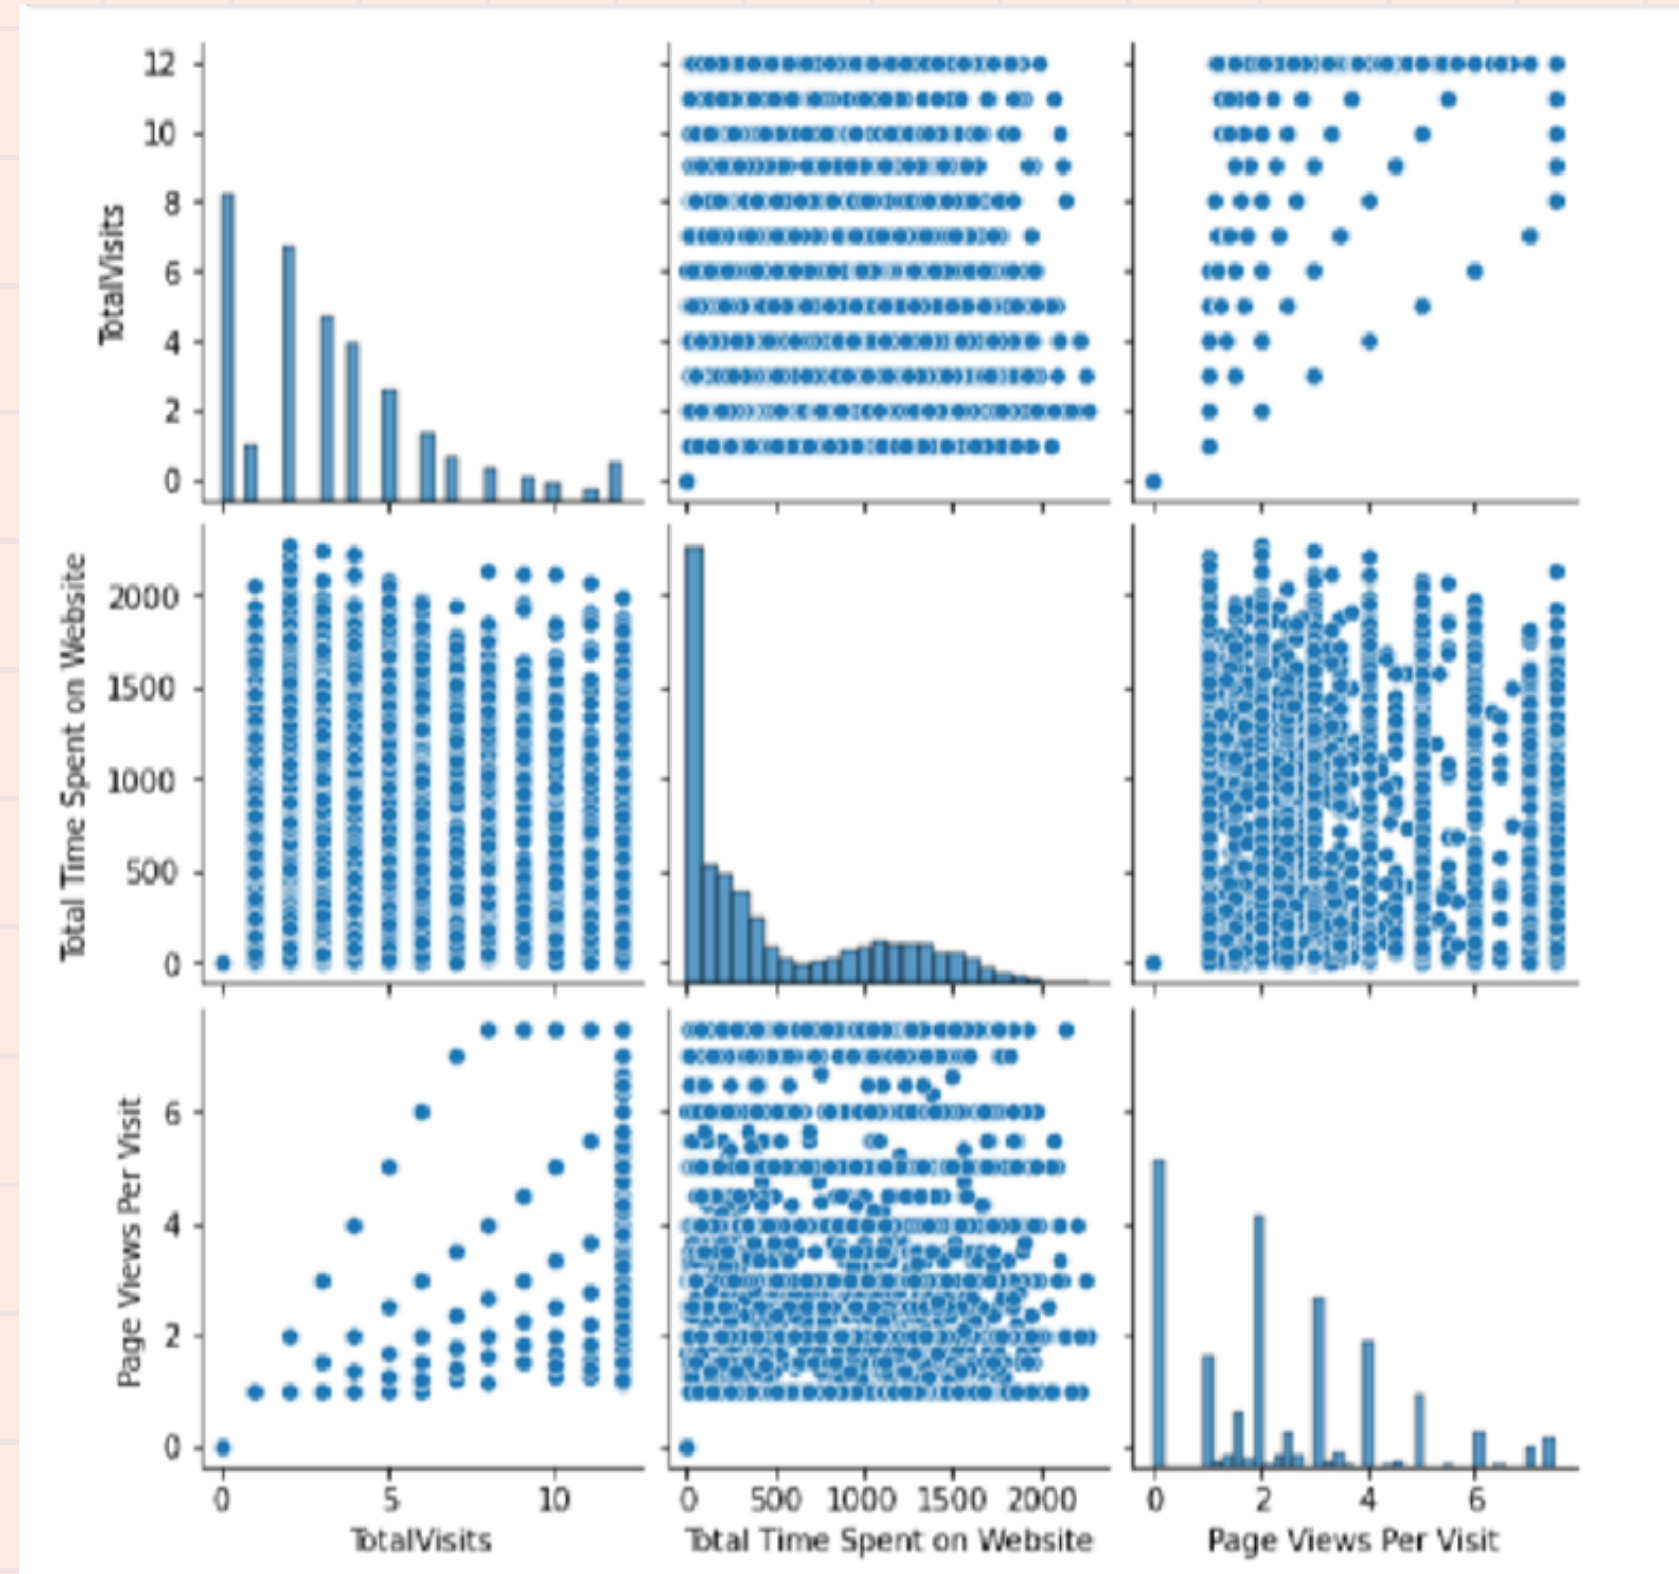 12
10
8
6
4
2
0
TotalVisits
2000
1500
1000
500
0
Total Time Spent on Website
6
4
2
0
Page Views Per Visit
0 5 10
0 500 1000 1500 2000
0 2 4 6
TotalVisits
Total Time Spent on Website
Page Views Per Visit